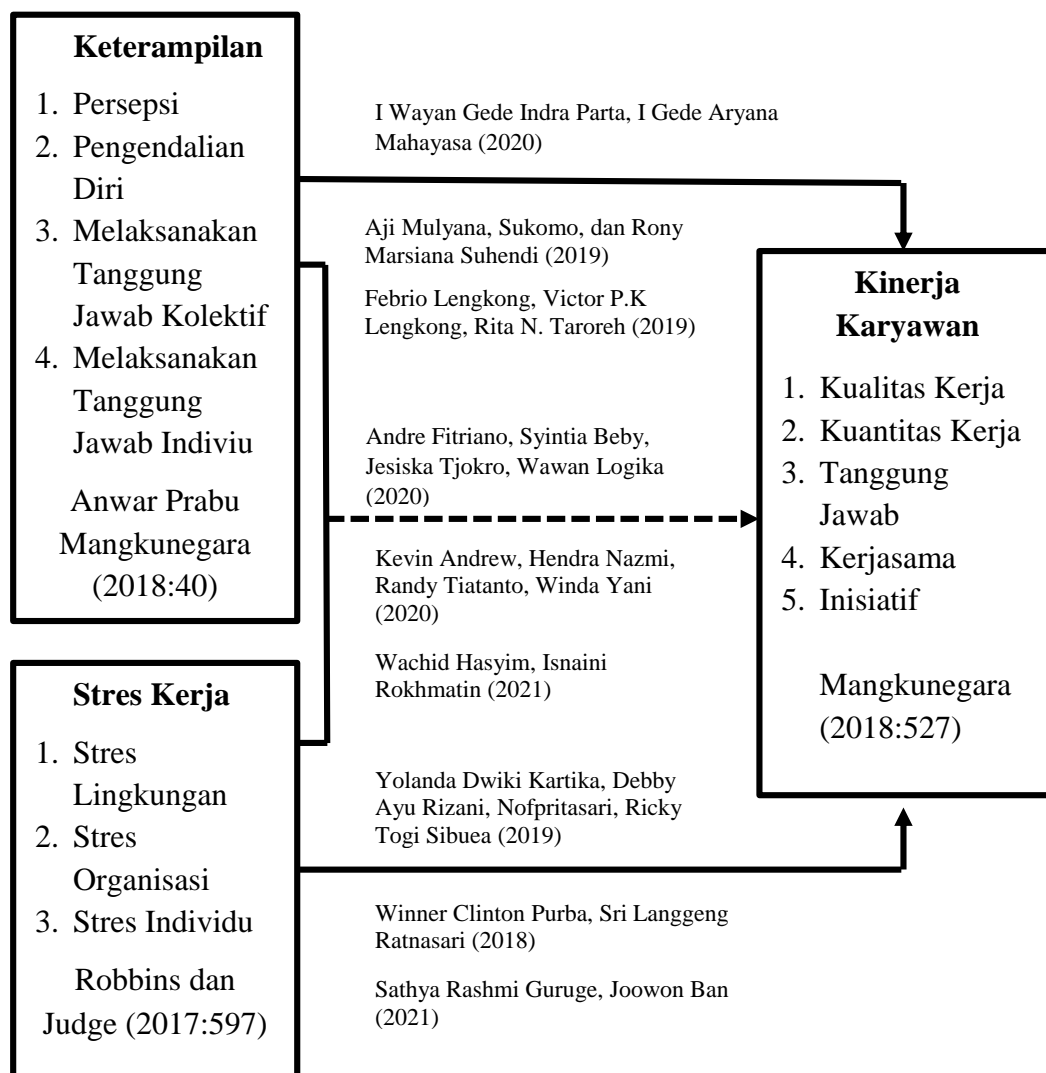 Keterampilan
1. Persepsi
2. Pengendalian
Diri
3. Melaksanakan
Tanggung
Jawab Kolektif
4. Melaksanakan
Tanggung
Jawab Indiviu
Anwar Prabu
Mangkunegara
(2018:40)
Stres Kerja
1. Stres
Lingkungan
2. Stres
Organisasi
3. Stres Individu
Robbins dan
Judge (2017:597)
I Wayan Gede Indra Parta, I Gede Aryana
Mahayasa (2020)
Aji Mulyana, Sukomo, dan Rony
Marsiana Suhendi (2019)
Febrio Lengkong, Victor P.K
Lengkong, Rita N. Taroreh (2019)
Andre Fitriano, Syintia Beby,
Jesiska Tjokro, Wawan Logika
(2020)
Kevin Andrew, Hendra Nazmi,
Randy Tiatanto, Winda Yani
(2020)
Wachid Hasyim, Isnaini
Rokhmatin (2021)
Yolanda Dwiki Kartika, Debby
Ayu Rizani, Nofpritasari, Ricky
Togi Sibuea (2019)
Winner Clinton Purba, Sri Langgeng
Ratnasari (2018)
Sathya Rashmi Guruge, Joowon Ban
(2021)
Kinerja
Karyawan
1. Kualitas Kerja
2. Kuantitas Kerja
3. Tanggung
Jawab
4. Kerjasama
5. Inisiatif
Mangkunegara
(2018:527)